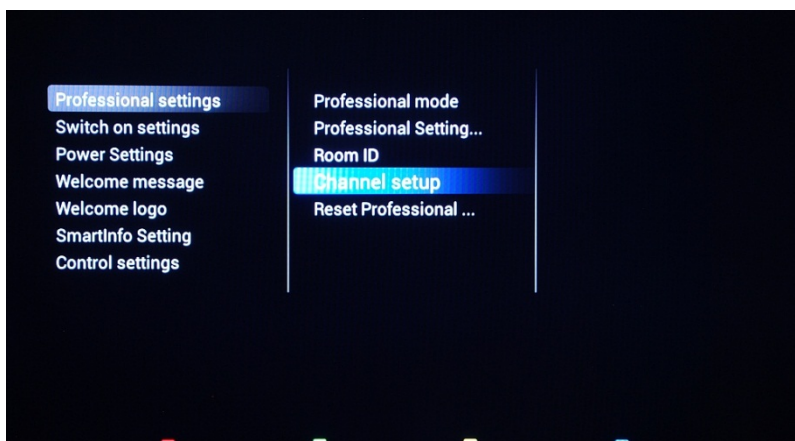 Professional settings
Switch on settings
Power Settings
Welcome message
Welcome logo
SmartInfo Setting
Control settings
Professional mode
Professional Setting...
Room ID
Channel setup
Reset Professional ...